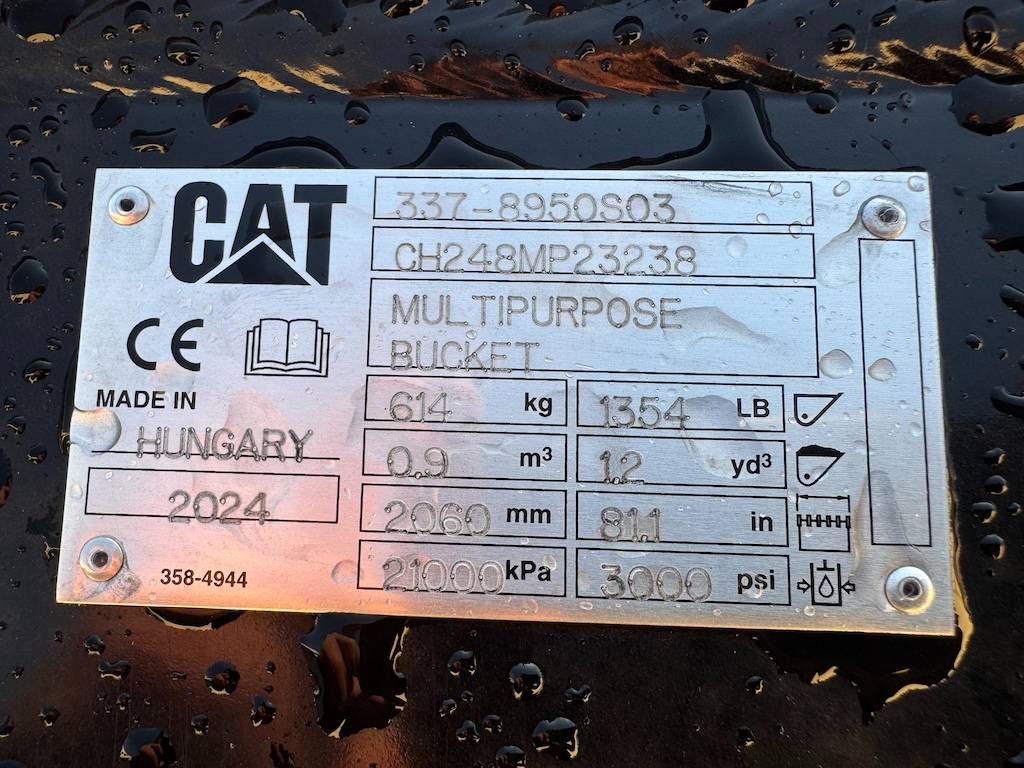 CAT
337-8950S03
CH248MP23238
MULTIPURPOSE
BUCKET
CE
MADE IN
HUNGARY
2024
614 kg 1354 LB
0.9 m³ 1.2 yd³
2060 mm 81.1 in
21000 kPa 3000 psi
358-4944